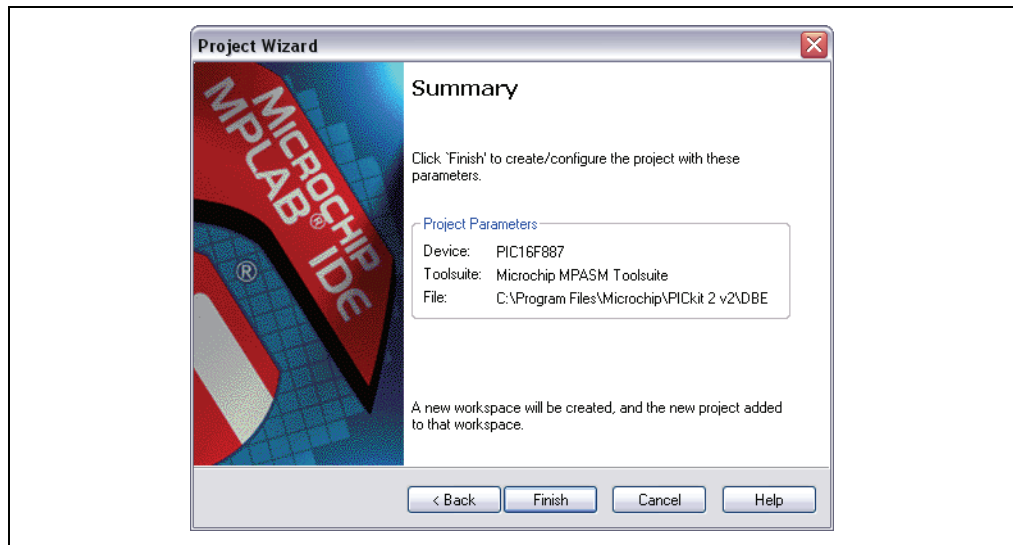 Project Wizard
MICROCHIP
MPLAB® IDE
®
Summary
Click `Finish' to create/configure the project with these
parameters.
Project Parameters
Device: PIC16F887
Toolsuite: Microchip MPASM Toolsuite
File: C:\Program Files\Microchip\PICkit 2 v2\DBE
A new workspace will be created, and the new project added
to that workspace.
< Back Finish Cancel Help